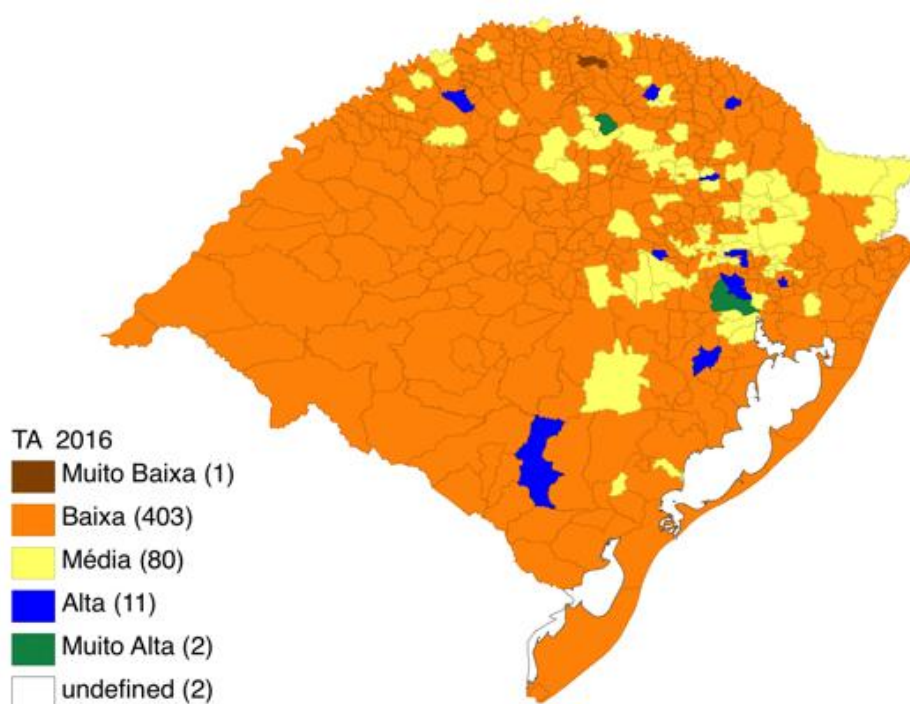 TA 2016
Muito Baixa (1)
Baixa (403)
Média (80)
Alta (11)
Muito Alta (2)
undefined (2)